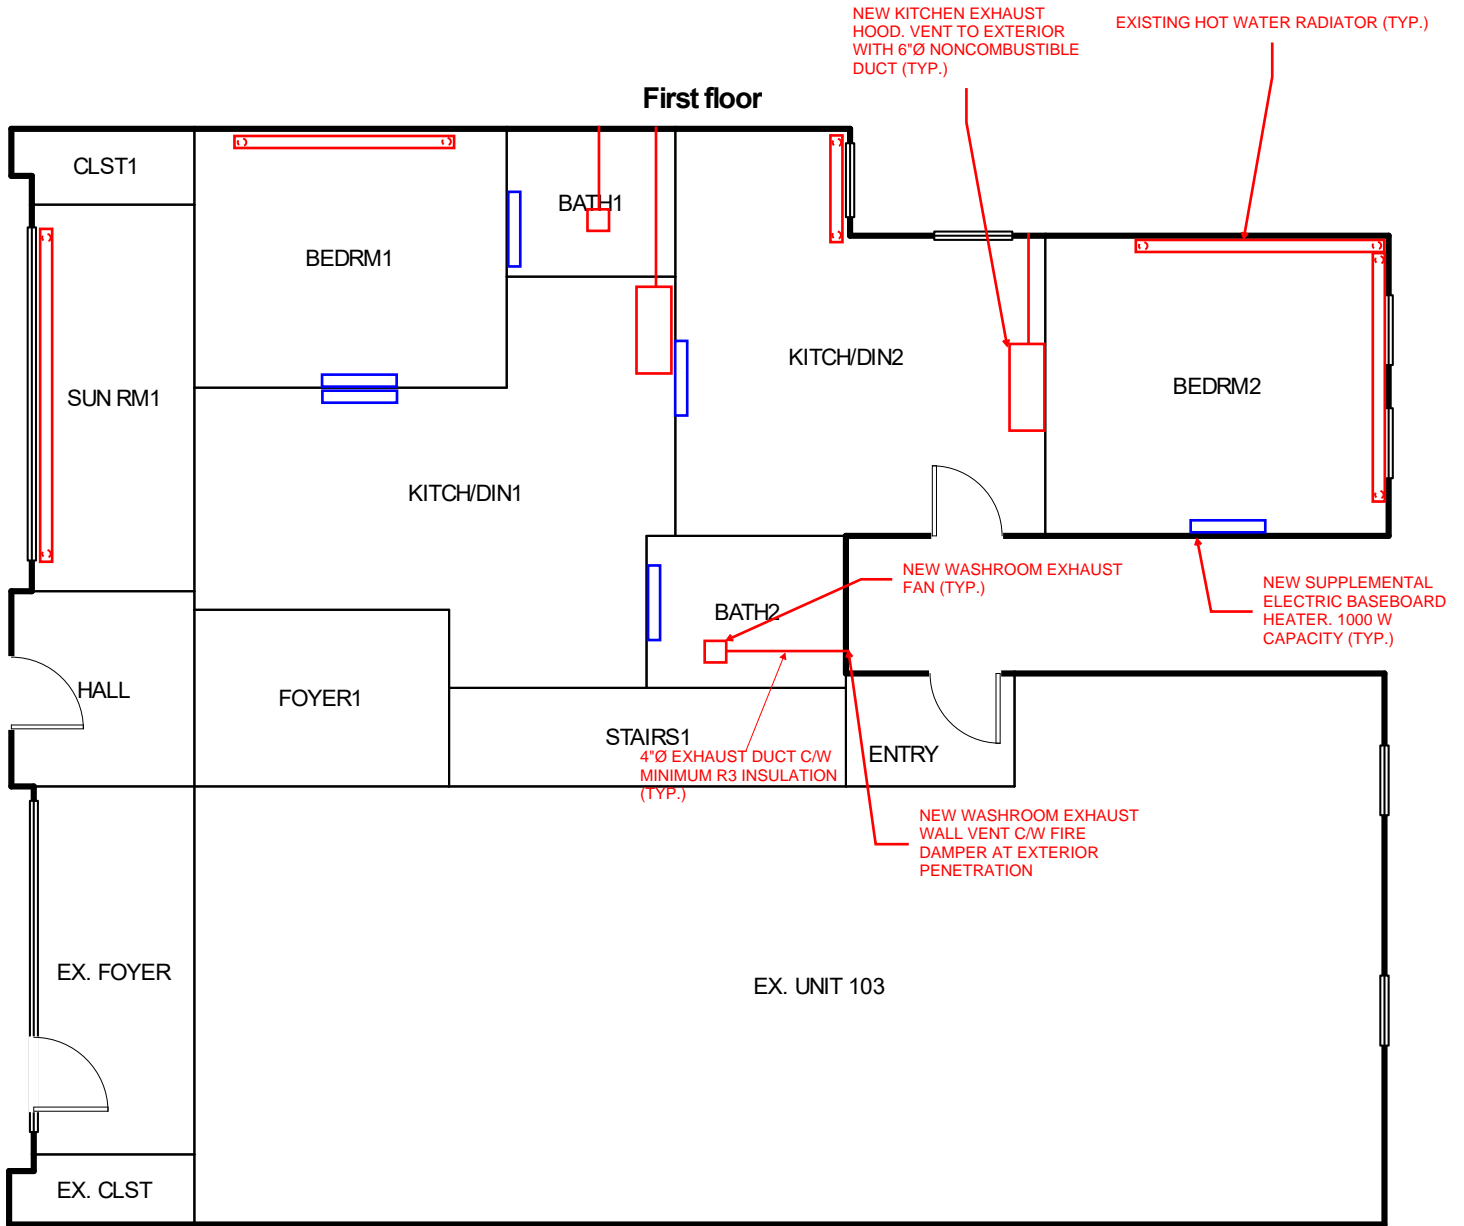 NEW KITCHEN EXHAUST
HOOD. VENT TO EXTERIOR
WITH 6"Ø NONCOMBUSTIBLE
DUCT (TYP.)
EXISTING HOT WATER RADIATOR (TYP.)
First floor
CLST1
BATH1
BEDRM1
KITCH/DIN2
BEDRM2
SUN RM1
KITCH/DIN1
NEW WASHROOM EXHAUST
FAN (TYP.)
NEW SUPPLEMENTAL
ELECTRIC BASEBOARD
HEATER. 1000 W
CAPACITY (TYP.)
BATH2
HALL
FOYER1
STAIRS1
ENTRY
4"Ø EXHAUST DUCT C/W
MINIMUM R3 INSULATION
(TYP.)
NEW WASHROOM EXHAUST
WALL VENT C/W FIRE
DAMPER AT EXTERIOR
PENETRATION
EX. FOYER
EX. UNIT 103
EX. CLST